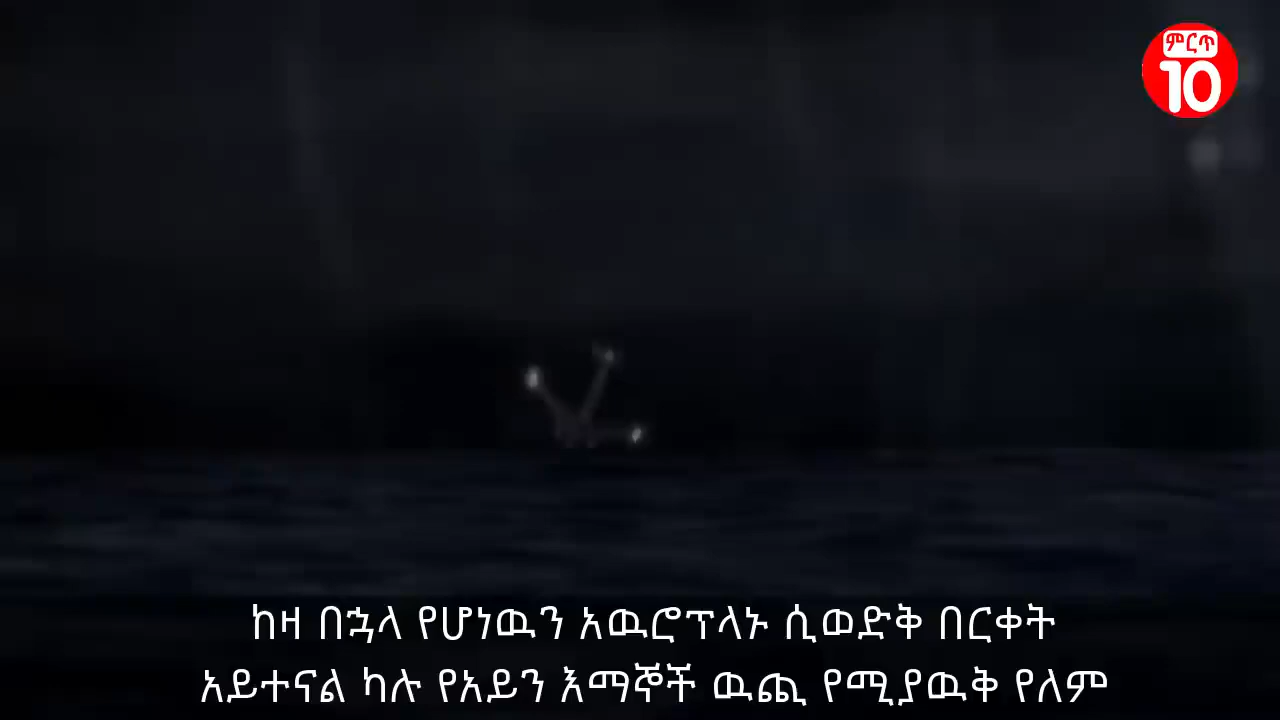 ምርጥ
10
ከዛ በኋላ የሆነዉን አዉሮፕላኑ ሲወድቅ በርቀት
አይተናል ካሉ የአይን እማኞች ዉጪ የሚያዉቅ የለም